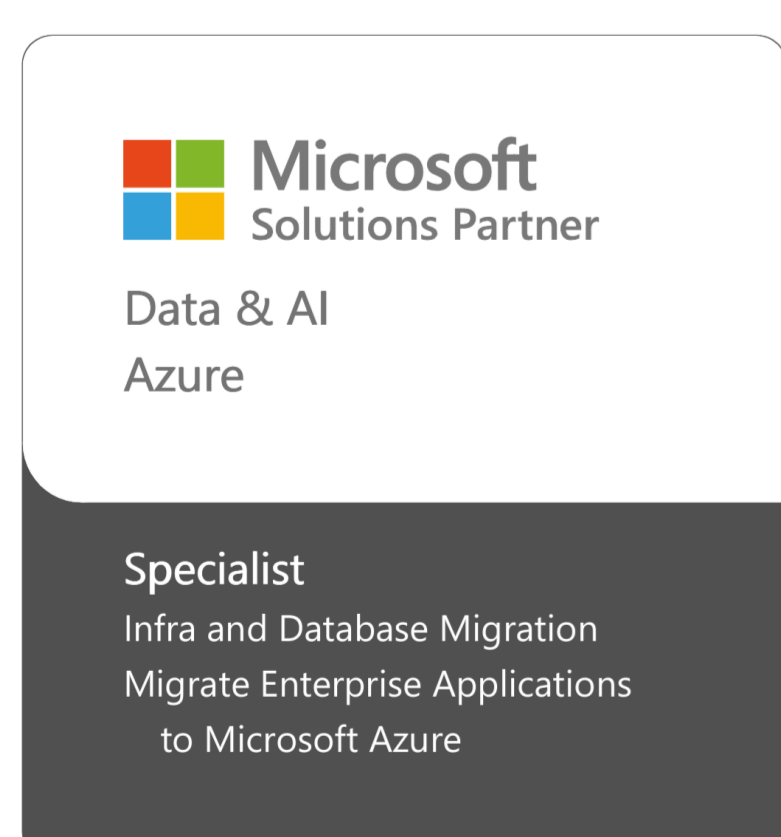 Microsoft
Solutions Partner
Data & AI
Azure
Specialist
Infra and Database Migration
Migrate Enterprise Applications
to Microsoft Azure